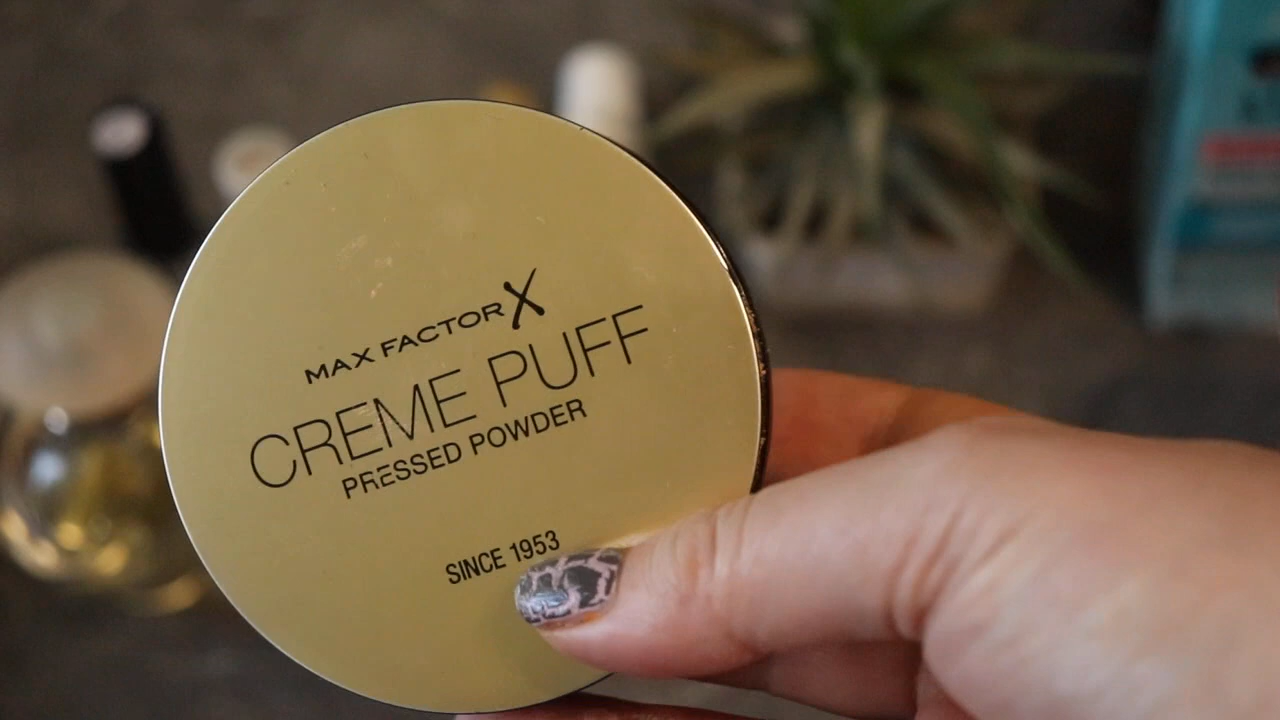 MAX FACTOR X
CREME PUFF
PRESSED POWDER
SINCE 1953